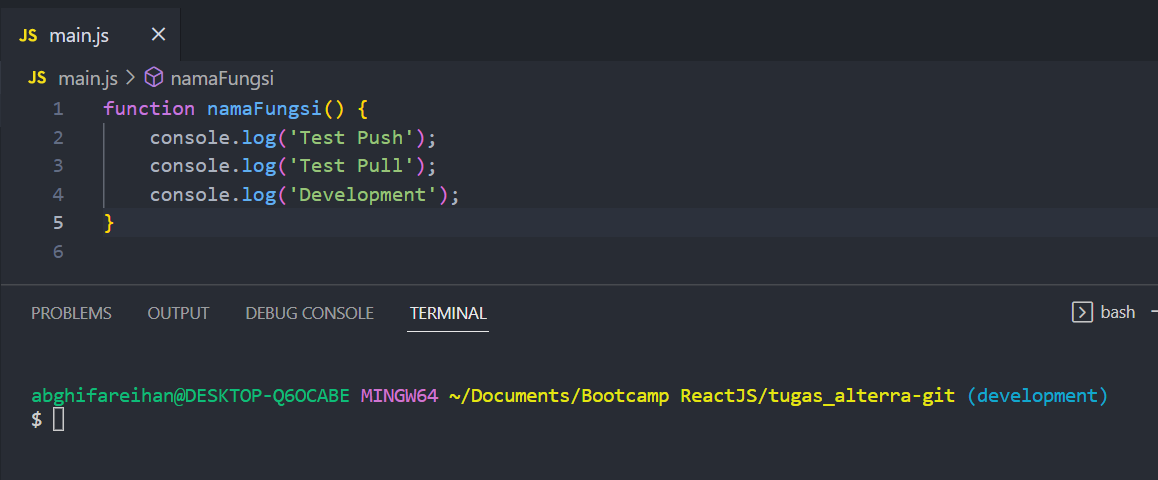 JS main.js ×
JS main.js > namaFungsi
1 function namaFungsi() {
2     console.log('Test Push');
3     console.log('Test Pull');
4     console.log('Development');
5 }
6
PROBLEMS OUTPUT DEBUG CONSOLE TERMINAL bash
abghifareihan@DESKTOP-Q6OCABE MINGW64 ~/Documents/Bootcamp ReactJS/tugas_alterra-git (development)
$